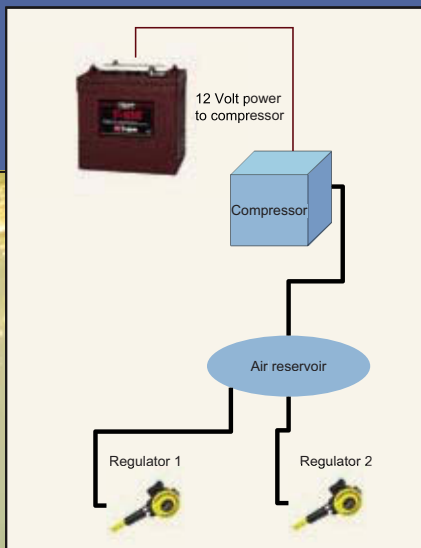 12 Volt power
to compressor
Compressor
Air reservoir
Regulator 1
Regulator 2